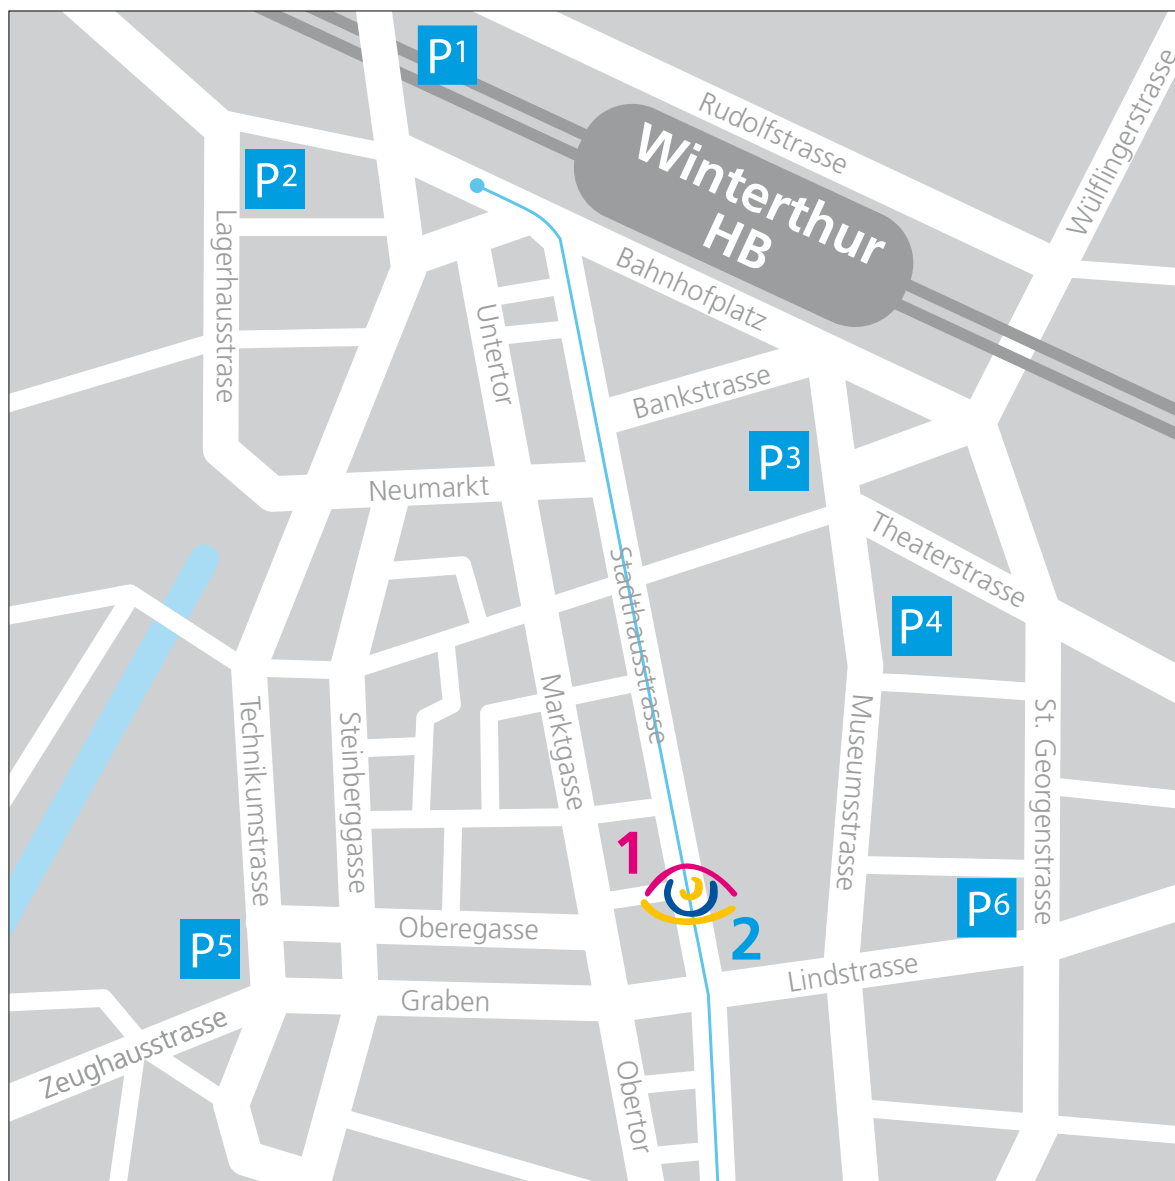 P1
Rudolfstrasse
Wülflingerstrasse
Winterthur
HB
P2
Lagerhausstrase
Bahnhofplatz
Untertor
Bankstrasse
P3
Neumarkt
Theaterstrasse
Stadthausstrasse
P4
Technikumstrasse
Steinberggasse
Marktgasse
Museumsstrasse
St. Georgenstrasse
1
2
P6
Oberegasse
P5
Lindstrasse
Graben
Zeughausstrasse
Obertor